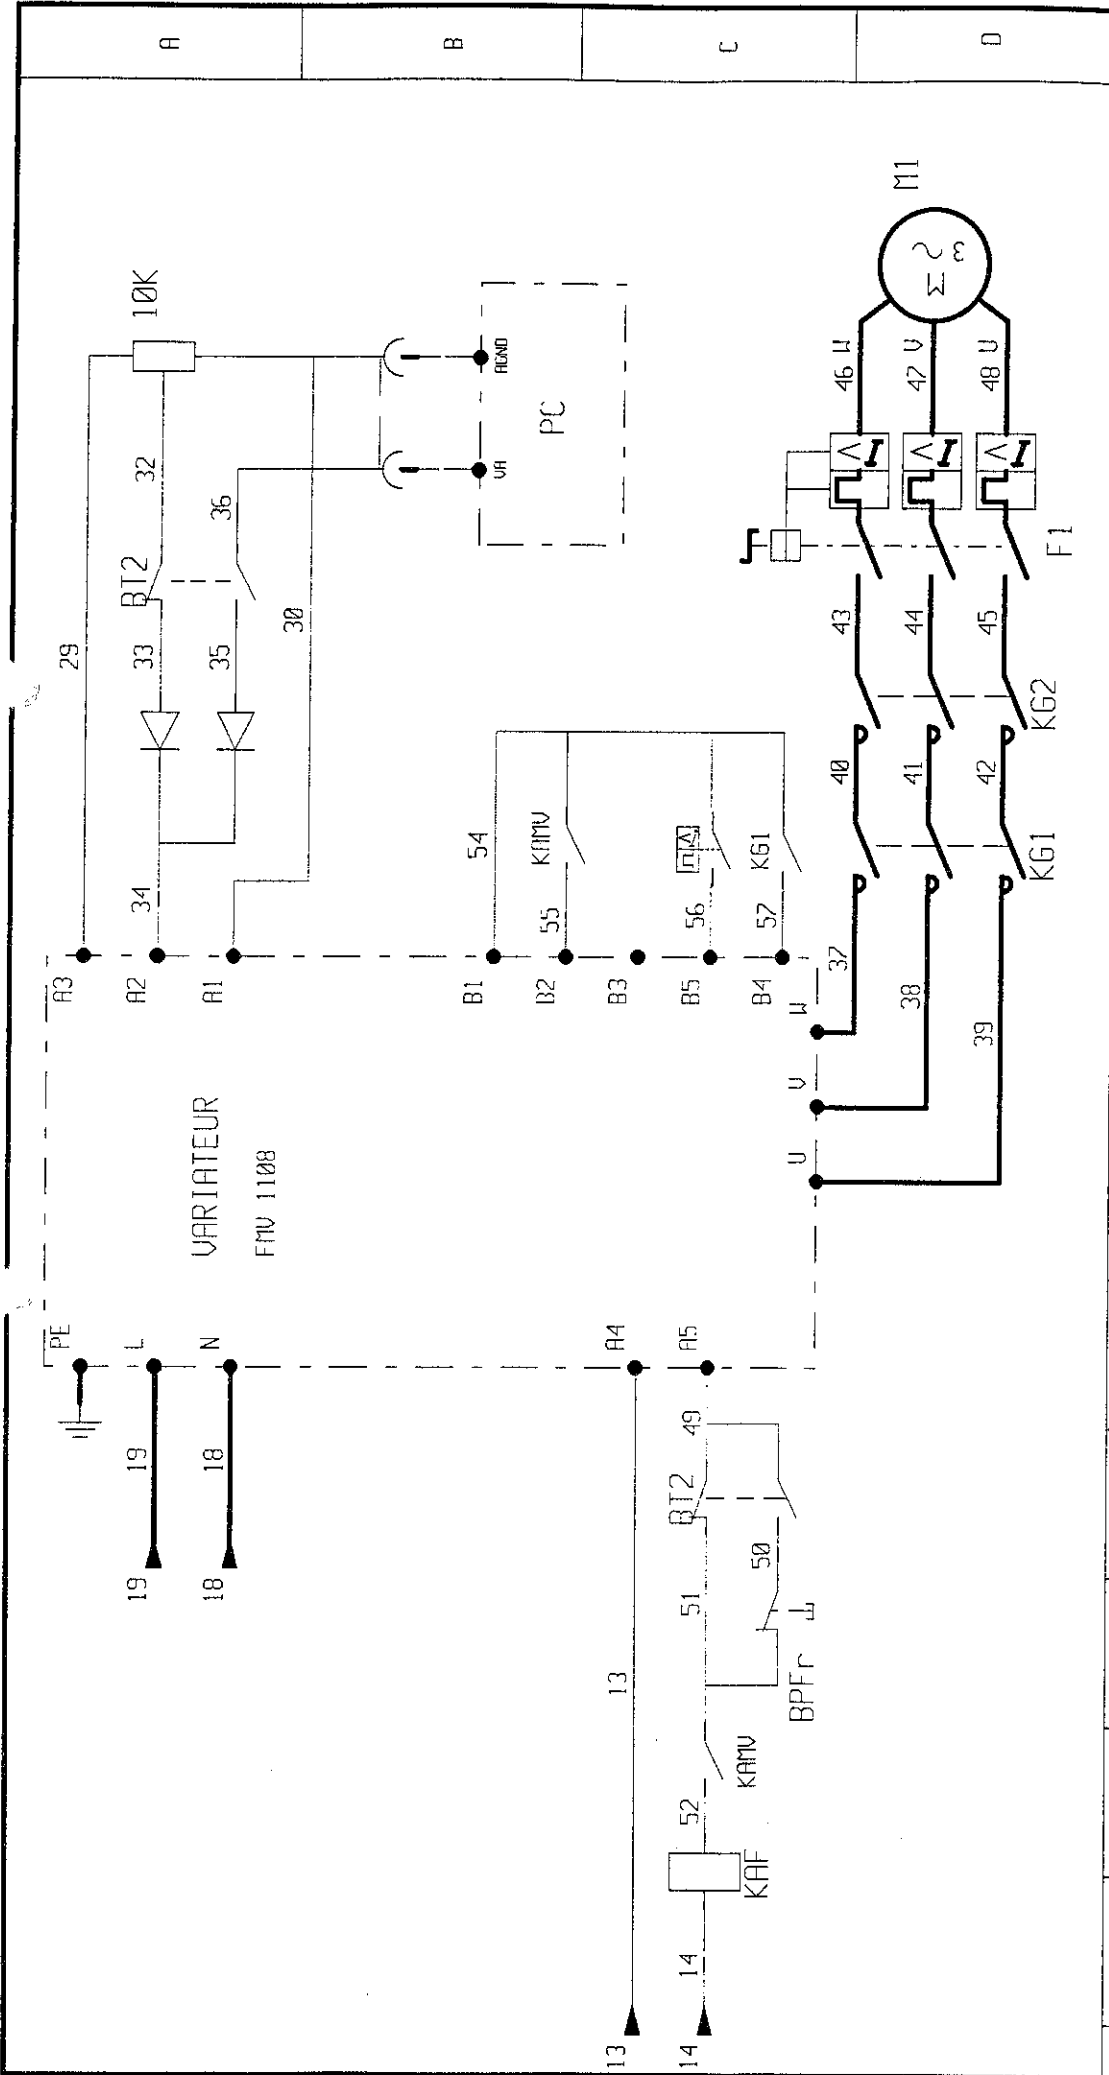 A
B
C
D
M1
10K
29
32
BT2
33
36
35
30
34
A3
A2
A1
AGND
VA
PC
54
KAMV
55
56
KG1
57
B1
B2
B3
B5
B4
VARIATEUR
FMV 1108
W
V
U
37
38
39
40
41
42
KG1
43
44
45
KG2
F1
46 W
47 V
48 U
M
3 ~
PE
L
N
19
18
19
18
A4
A5
49
BT2
50
51
BPFr
KAMV
52
KAF
13
14
13
14